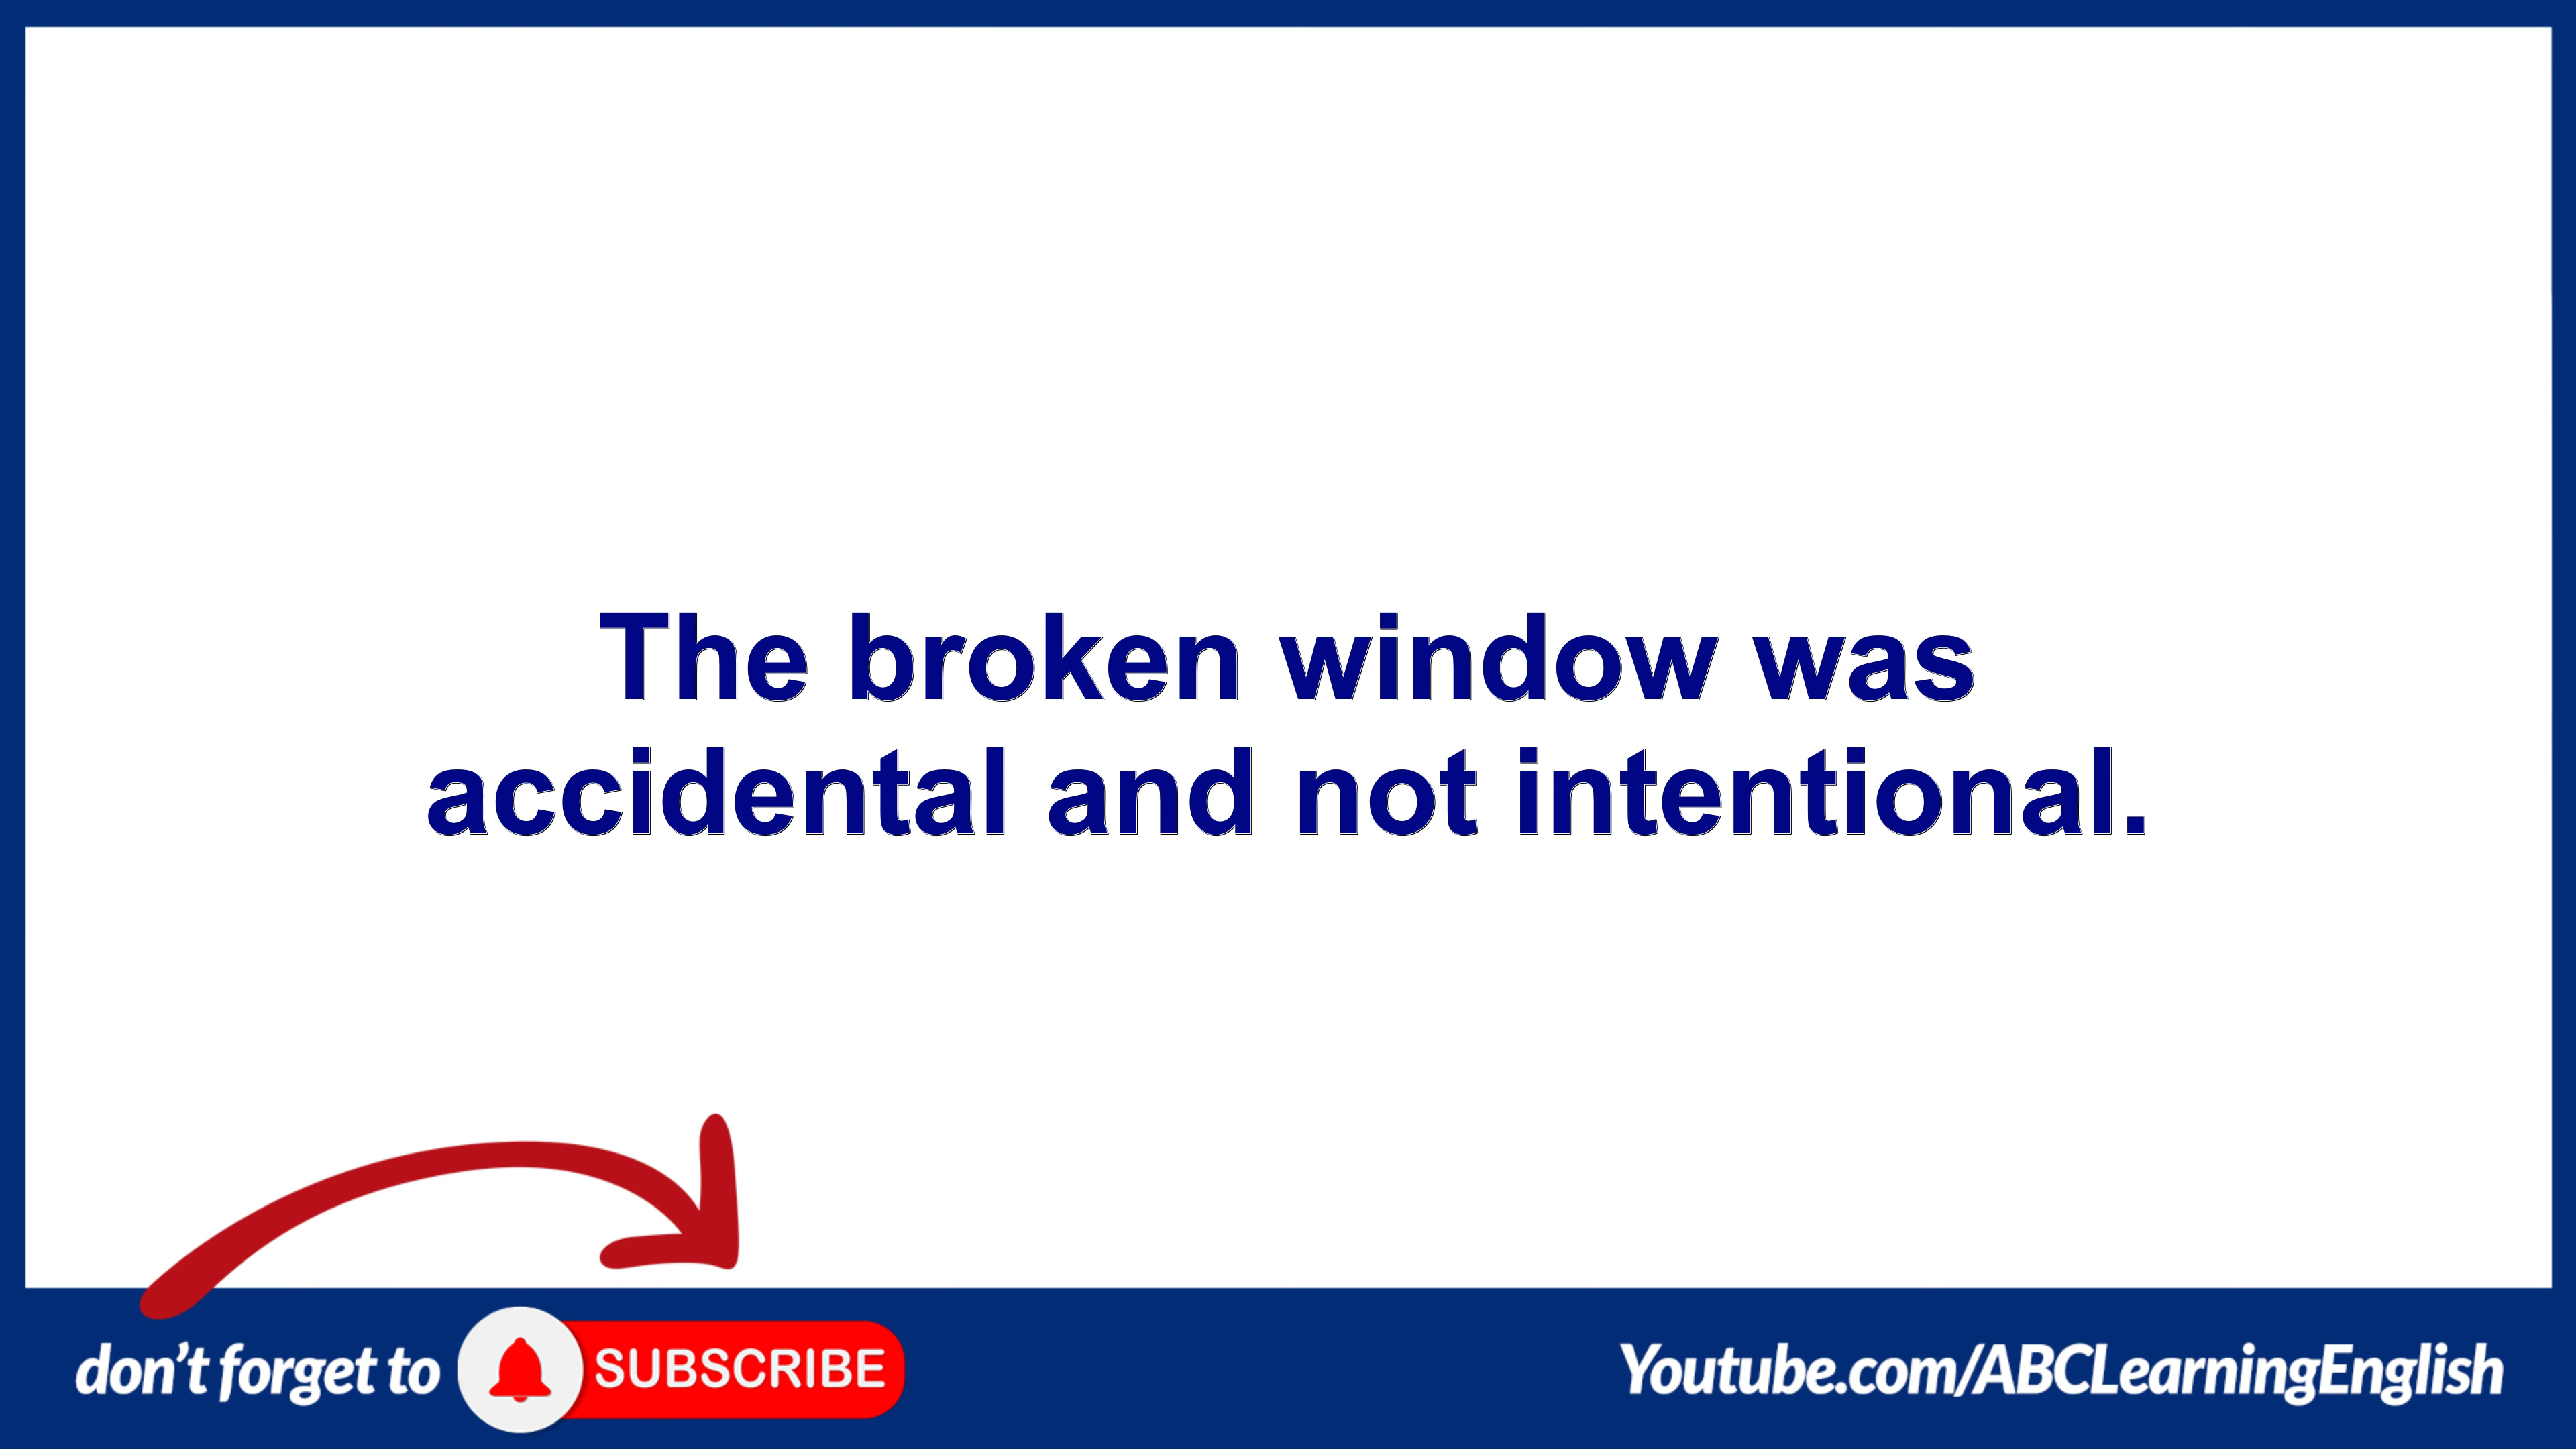 The broken window was
accidental and not intentional.
don't forget to SUBSCRIBE
Youtube.com/ABCLearningEnglish